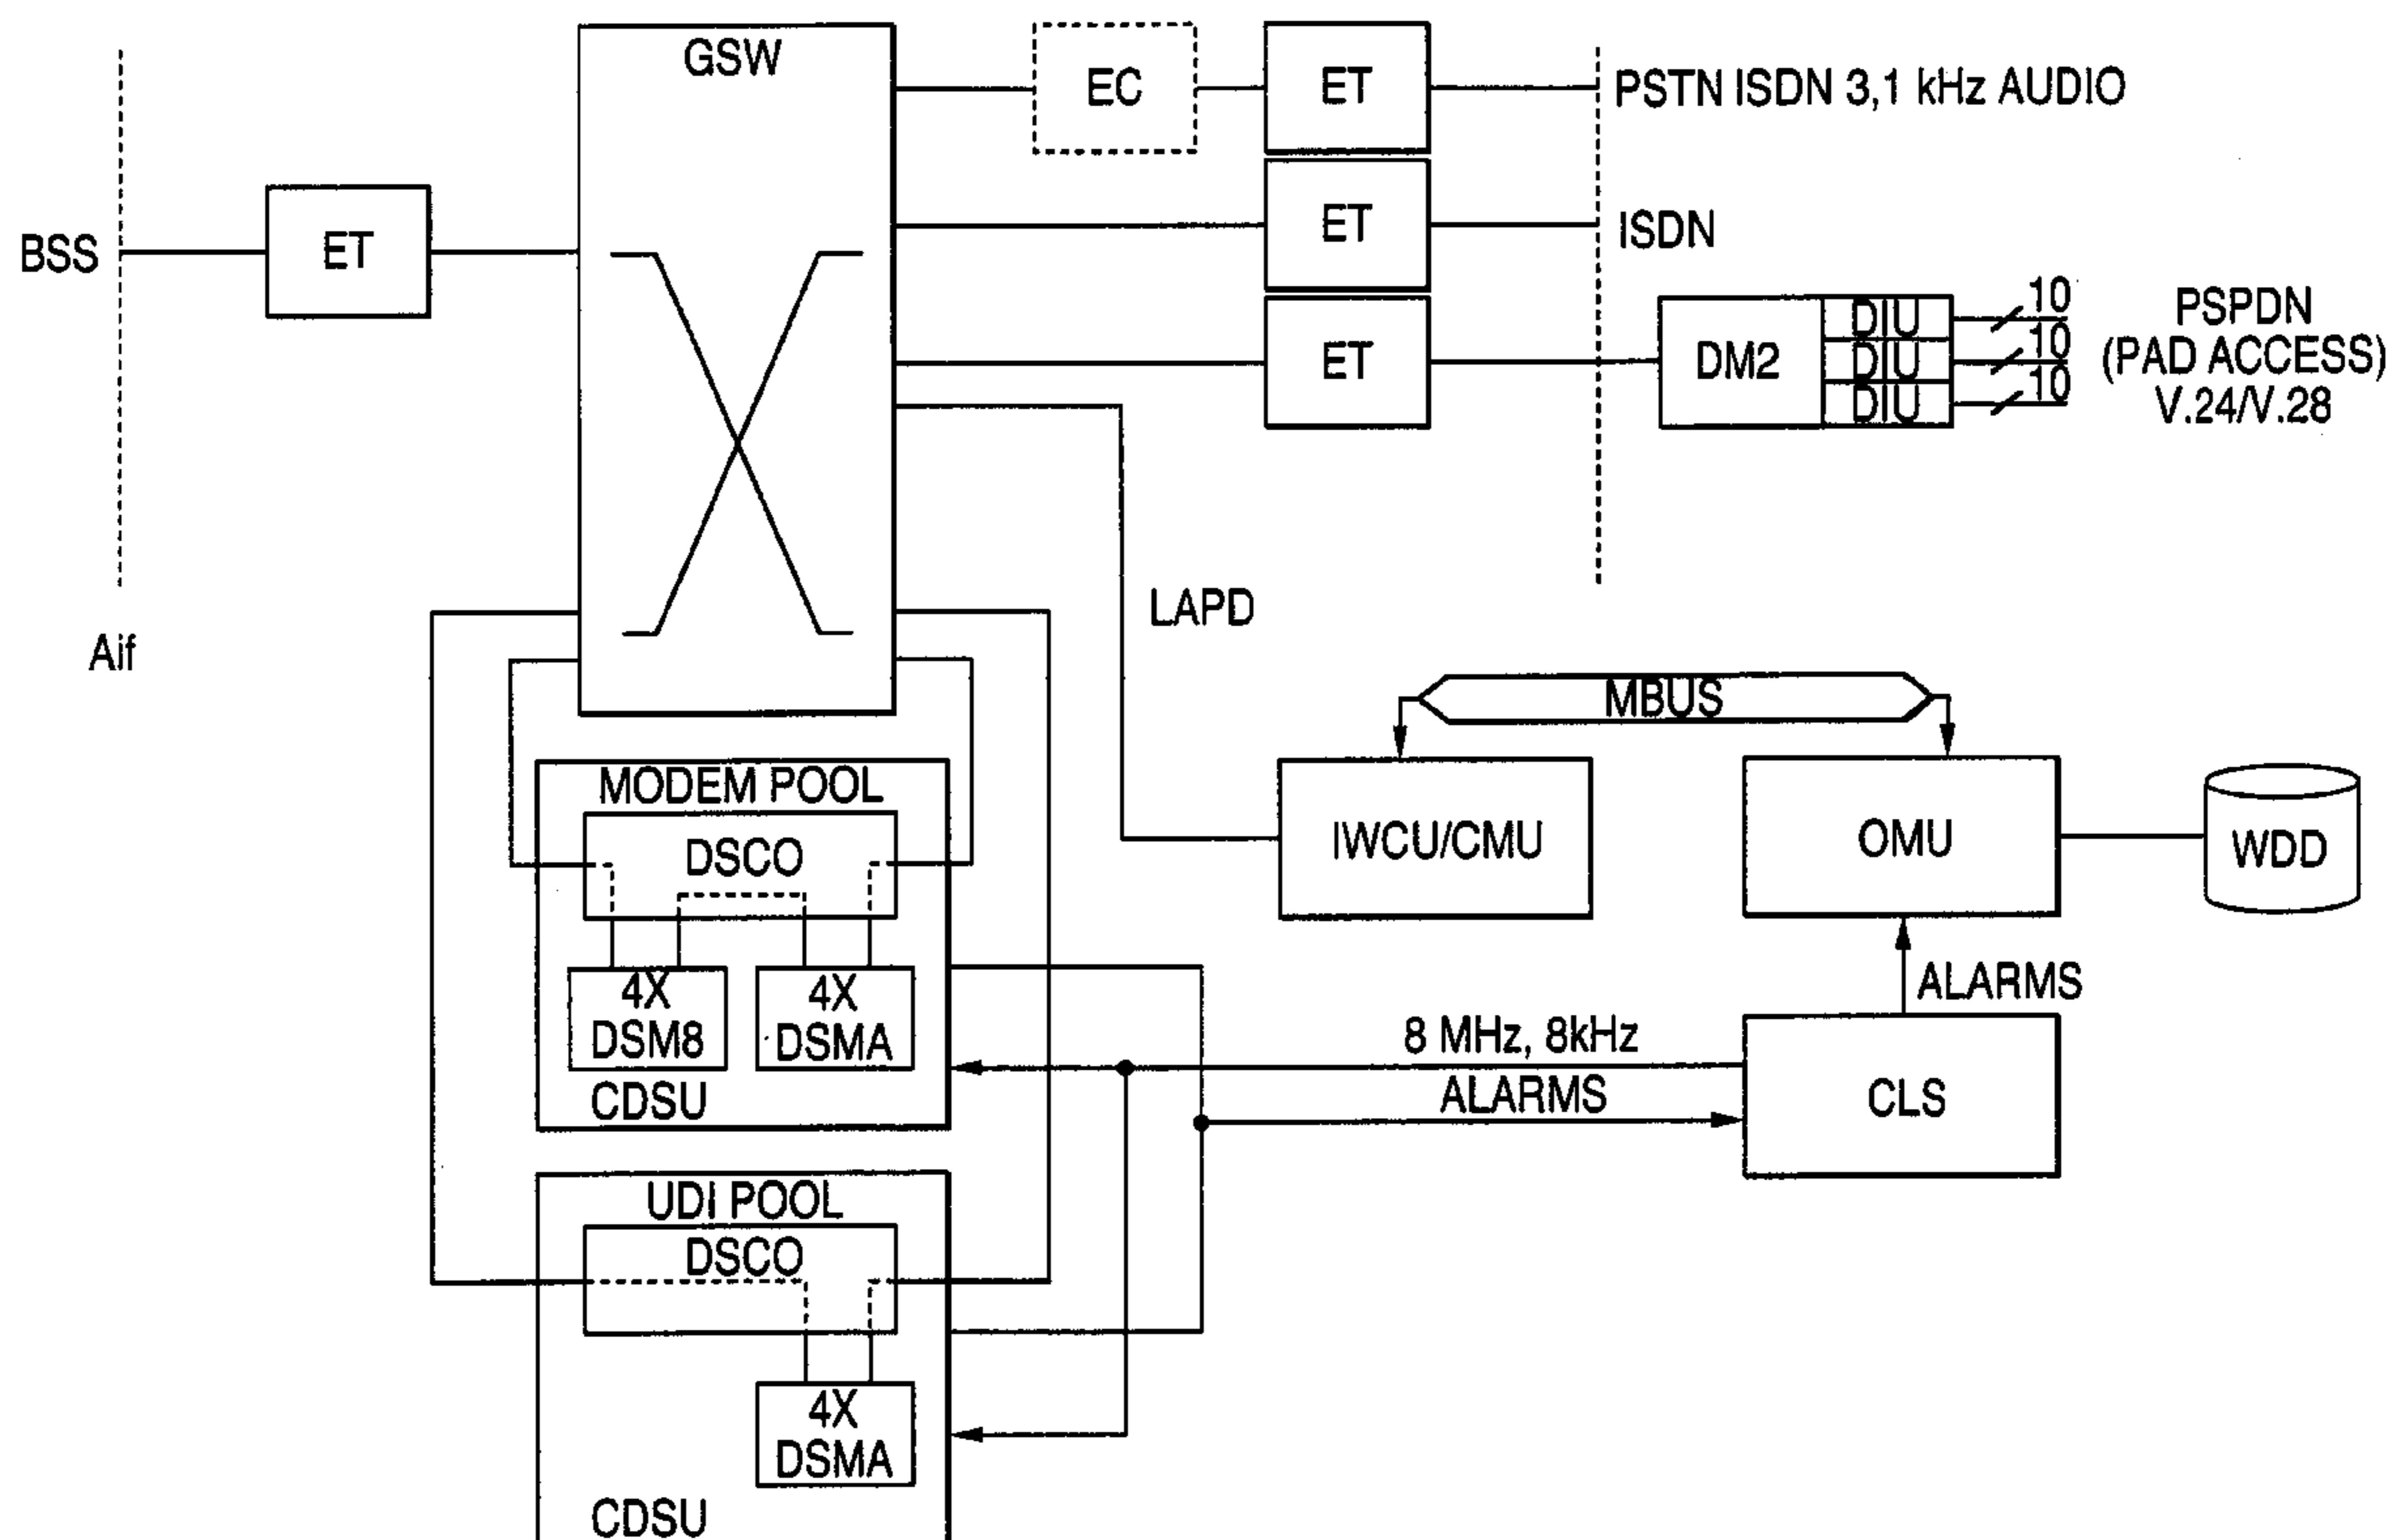 GSW
EC
ET
PSTN ISDN 3,1 kHz AUDIO
BSS
ET
ET
ISDN
ET
DM2
DIU
DIU
DIU
10
10
10
PSPDN
(PAD ACCESS)
V.24/V.28
LAPD
Aif
MBUS
MODEM POOL
DSCO
4X
DSM8
4X
DSMA
CDSU
IWCU/CMU
OMU
WDD
ALARMS
8 MHz, 8kHz
ALARMS
CLS
UDI POOL
DSCO
4X
DSMA
CDSU